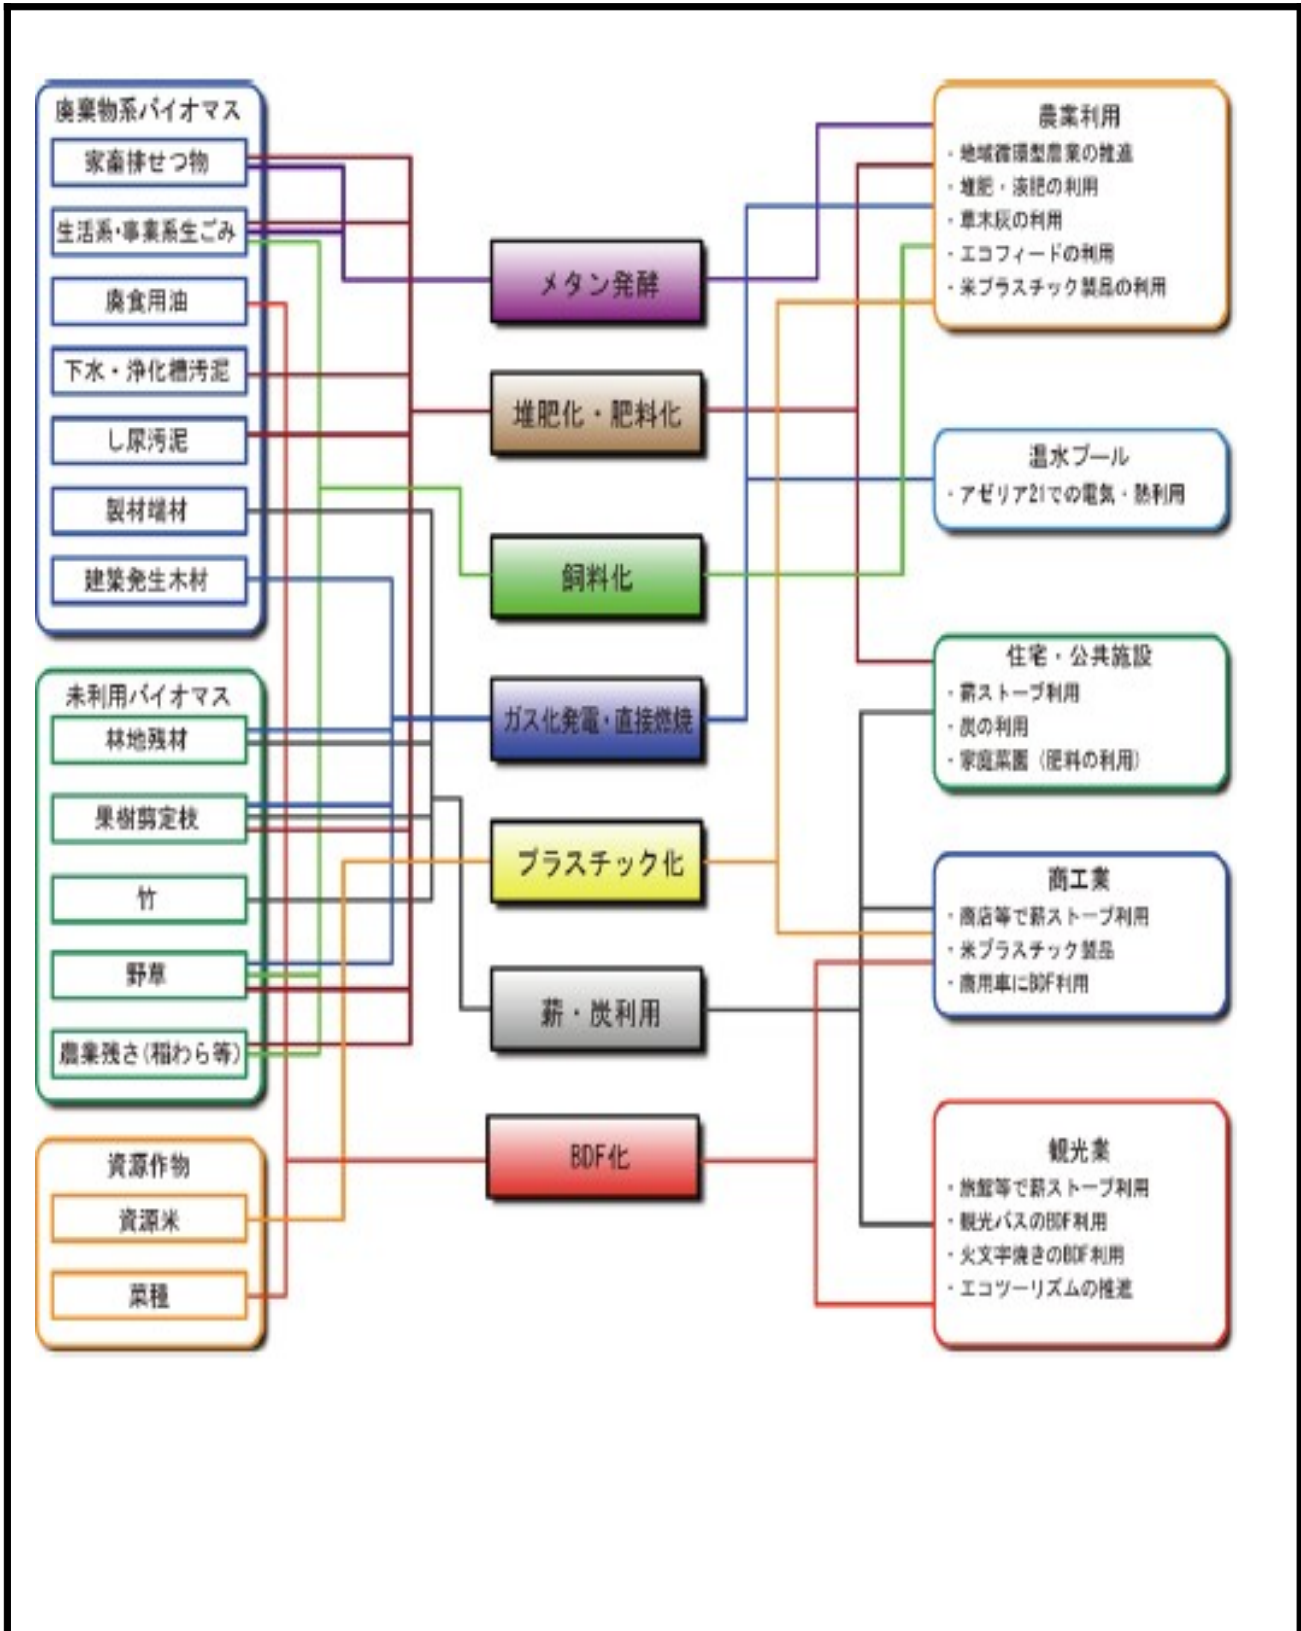 廃棄物系バイオマス
家畜排せつ物
生活系・事業系生ごみ
廃食用油
下水・浄化槽汚泥
し尿汚泥
製材端材
建築発生木材
未利用バイオマス
林地残材
果樹剪定枝
竹
野草
農業残さ(稲わら等)
資源作物
資源米
菜種
メタン発酵
堆肥化・肥料化
飼料化
ガス化発電・直接燃焼
プラスチック化
薪・炭利用
BDF化
農業利用
・地域循環型農業の推進
・堆肥・液肥の利用
・草木灰の利用
・エコフィードの利用
・米プラスチック製品の利用
温水プール
・アゼリア21での電気・熱利用
住宅・公共施設
・薪ストーブ利用
・炭の利用
・家庭菜園（肥料の利用）
商工業
・商店等で薪ストーブ利用
・米プラスチック製品
・商用車にBDF利用
観光業
・旅館等で薪ストーブ利用
・観光バスのBDF利用
・火文字焼きのBDF利用
・エコツーリズムの推進